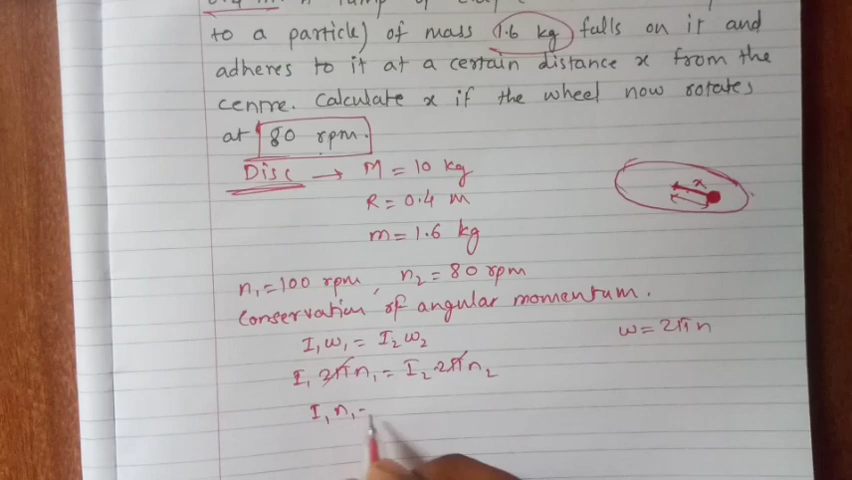 to a particle) of mass 1.6 kg falls on it and
adheres to it at a certain distance x from the
centre. Calculate x if the wheel now rotates
at 80 rpm.
Disc → M = 10 kg
R = 0.4 m
m = 1.6 kg
x
n₁ = 100 rpm, n₂ = 80 rpm
Conservation of angular momentum.
I₁ω₁ = I₂ω₂
ω = 2πn
I₁ 2πn₁ = I₂ 2πn₂
I₁n₁ =